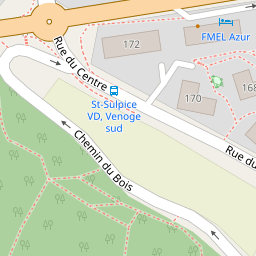 172
FMEL Azur
Rue du Centre
St-Sulpice
VD, Venoge
sud
170
168
Chemin du Bois
Rue du